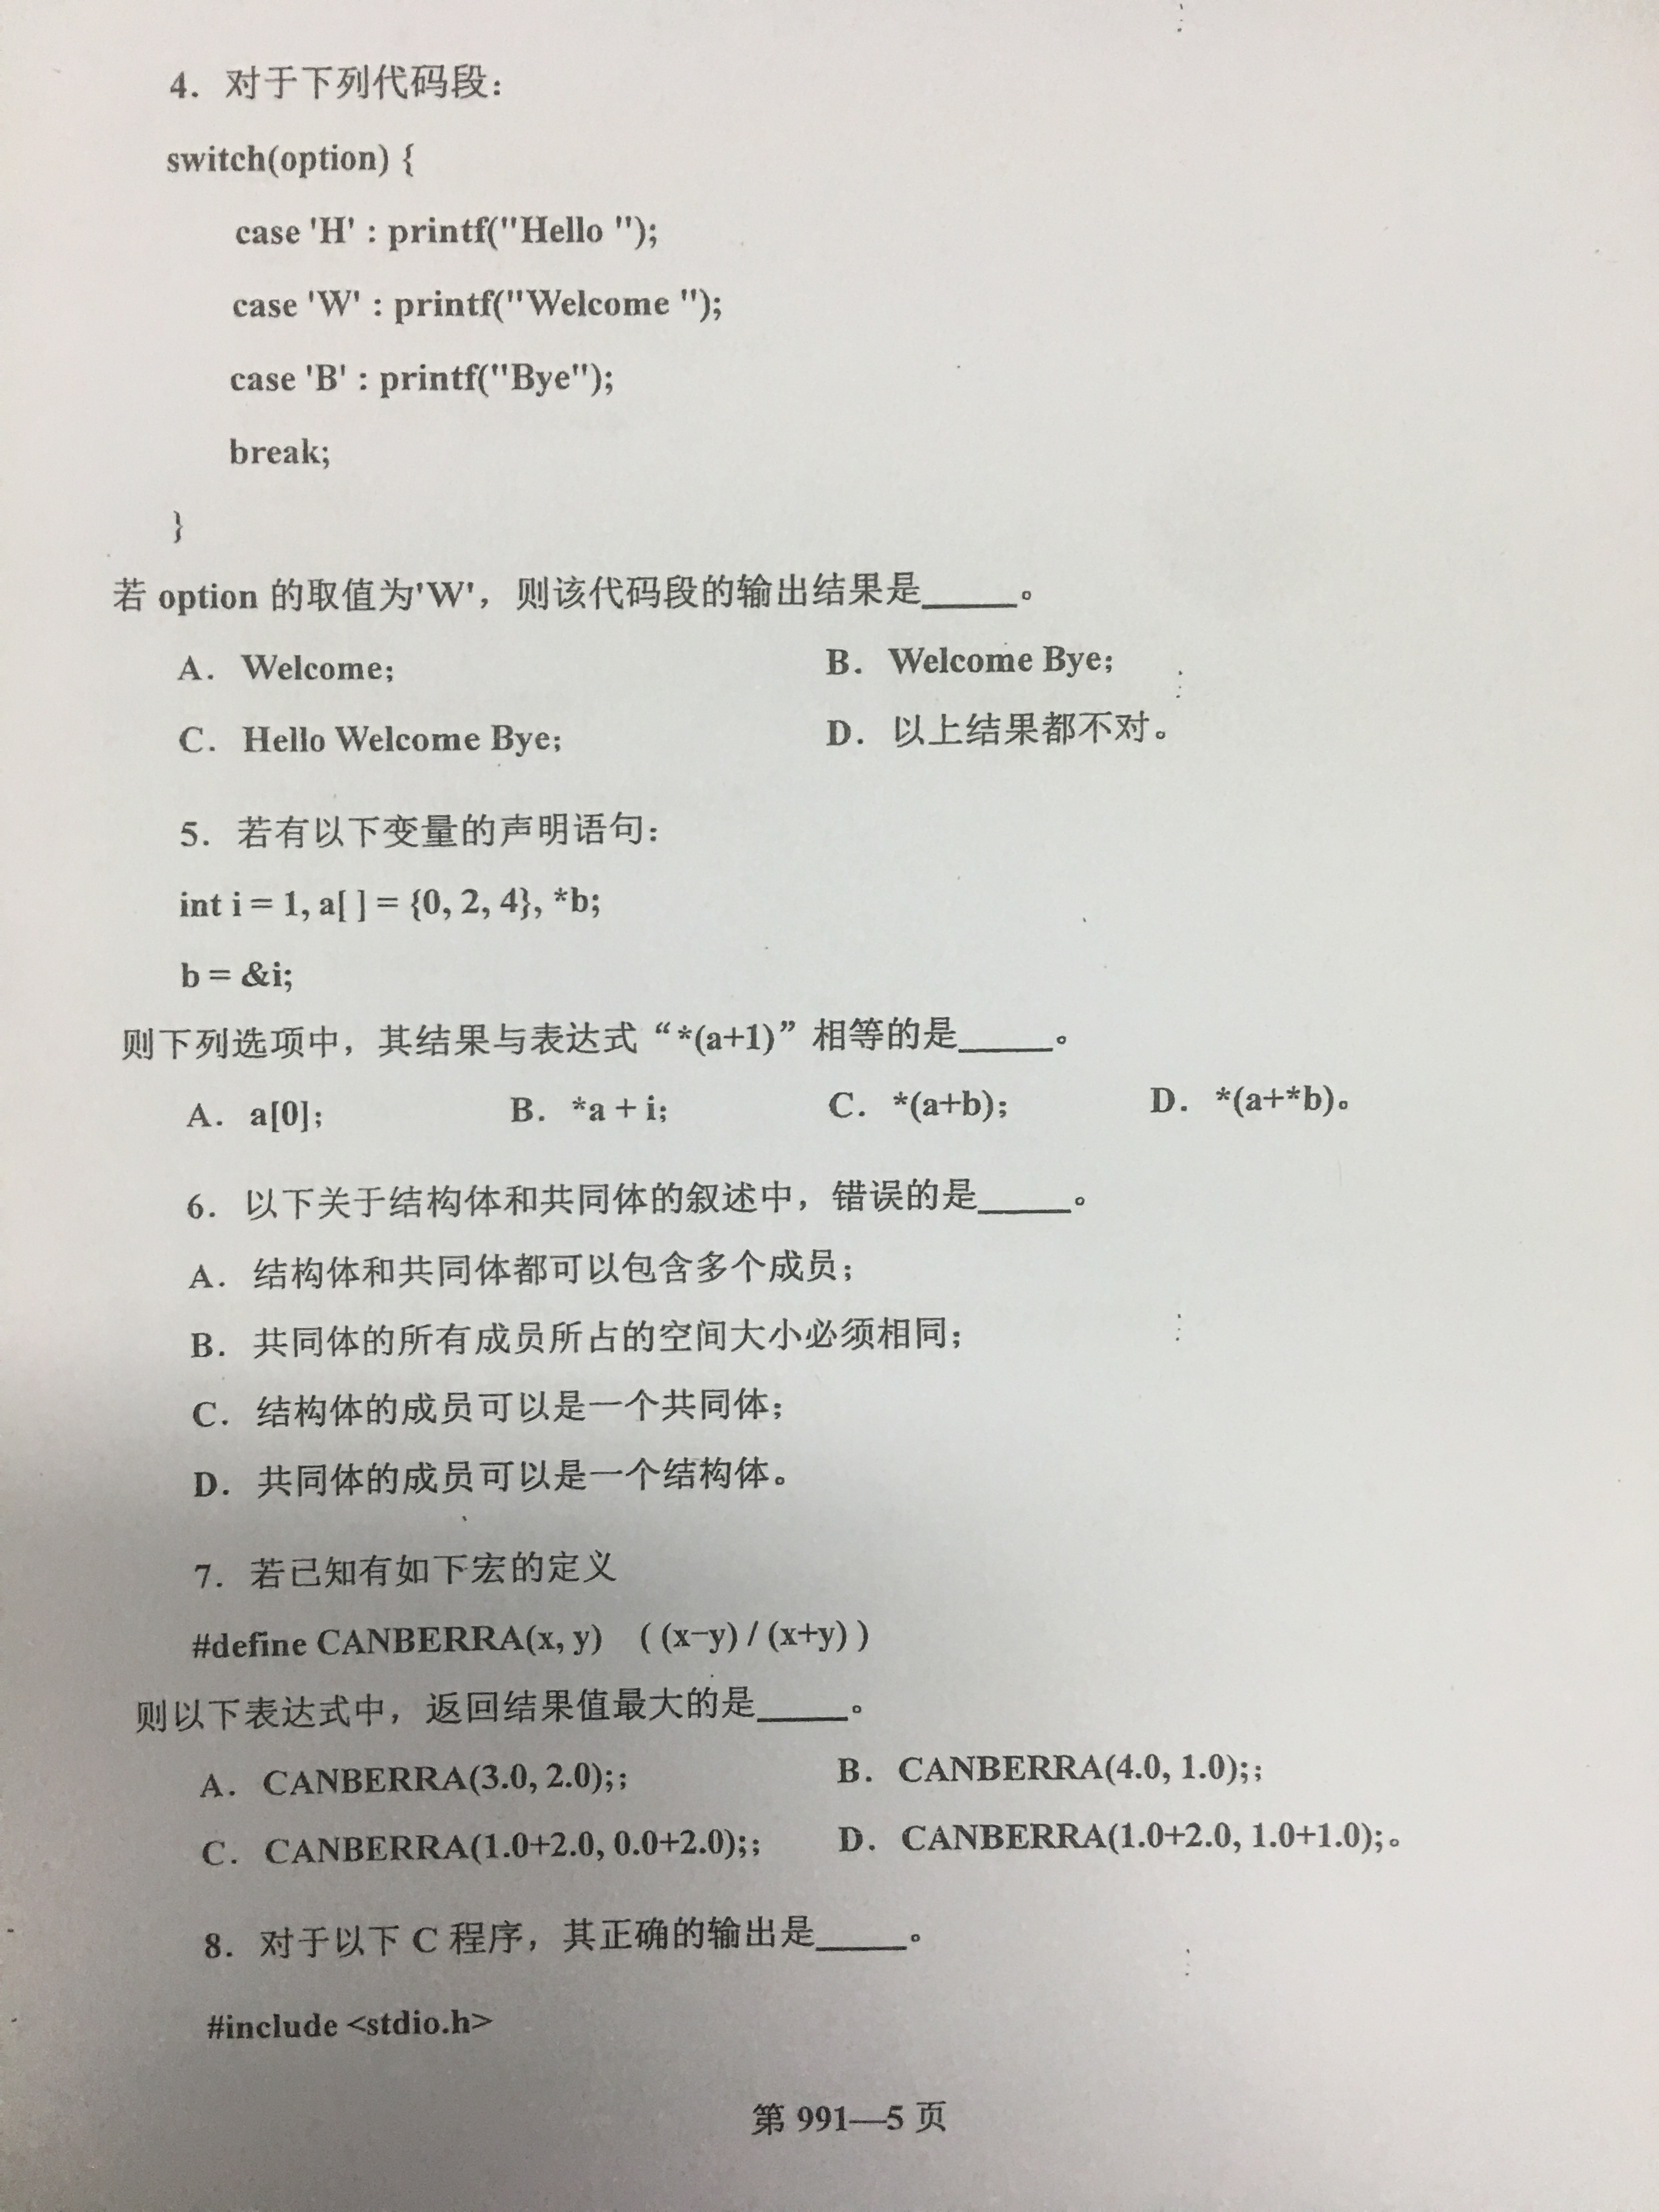 4．对于下列代码段：
switch(option) {
case 'H' : printf("Hello ");
case 'W' : printf("Welcome ");
case 'B' : printf("Bye");
break;
}
若 option 的取值为'W'，则该代码段的输出结果是_____。
A．Welcome； B．Welcome Bye；
C．Hello Welcome Bye； D．以上结果都不对。
5．若有以下变量的声明语句：
int i = 1, a[ ] = {0, 2, 4}, *b;
b = &i;
则下列选项中，其结果与表达式“*(a+1)”相等的是_____。
A．a[0]； B．*a + i； C．*(a+b)； D．*(a+*b)。
6．以下关于结构体和共同体的叙述中，错误的是_____。
A．结构体和共同体都可以包含多个成员；
B．共同体的所有成员所占的空间大小必须相同；
C．结构体的成员可以是一个共同体；
D．共同体的成员可以是一个结构体。
7．若已知有如下宏的定义
#define CANBERRA(x, y) ( (x−y) / (x+y) )
则以下表达式中，返回结果值最大的是_____。
A．CANBERRA(3.0, 2.0);； B．CANBERRA(4.0, 1.0);；
C．CANBERRA(1.0+2.0, 0.0+2.0);； D．CANBERRA(1.0+2.0, 1.0+1.0);。
8．对于以下 C 程序，其正确的输出是_____。
#include <stdio.h>
第 991—5 页